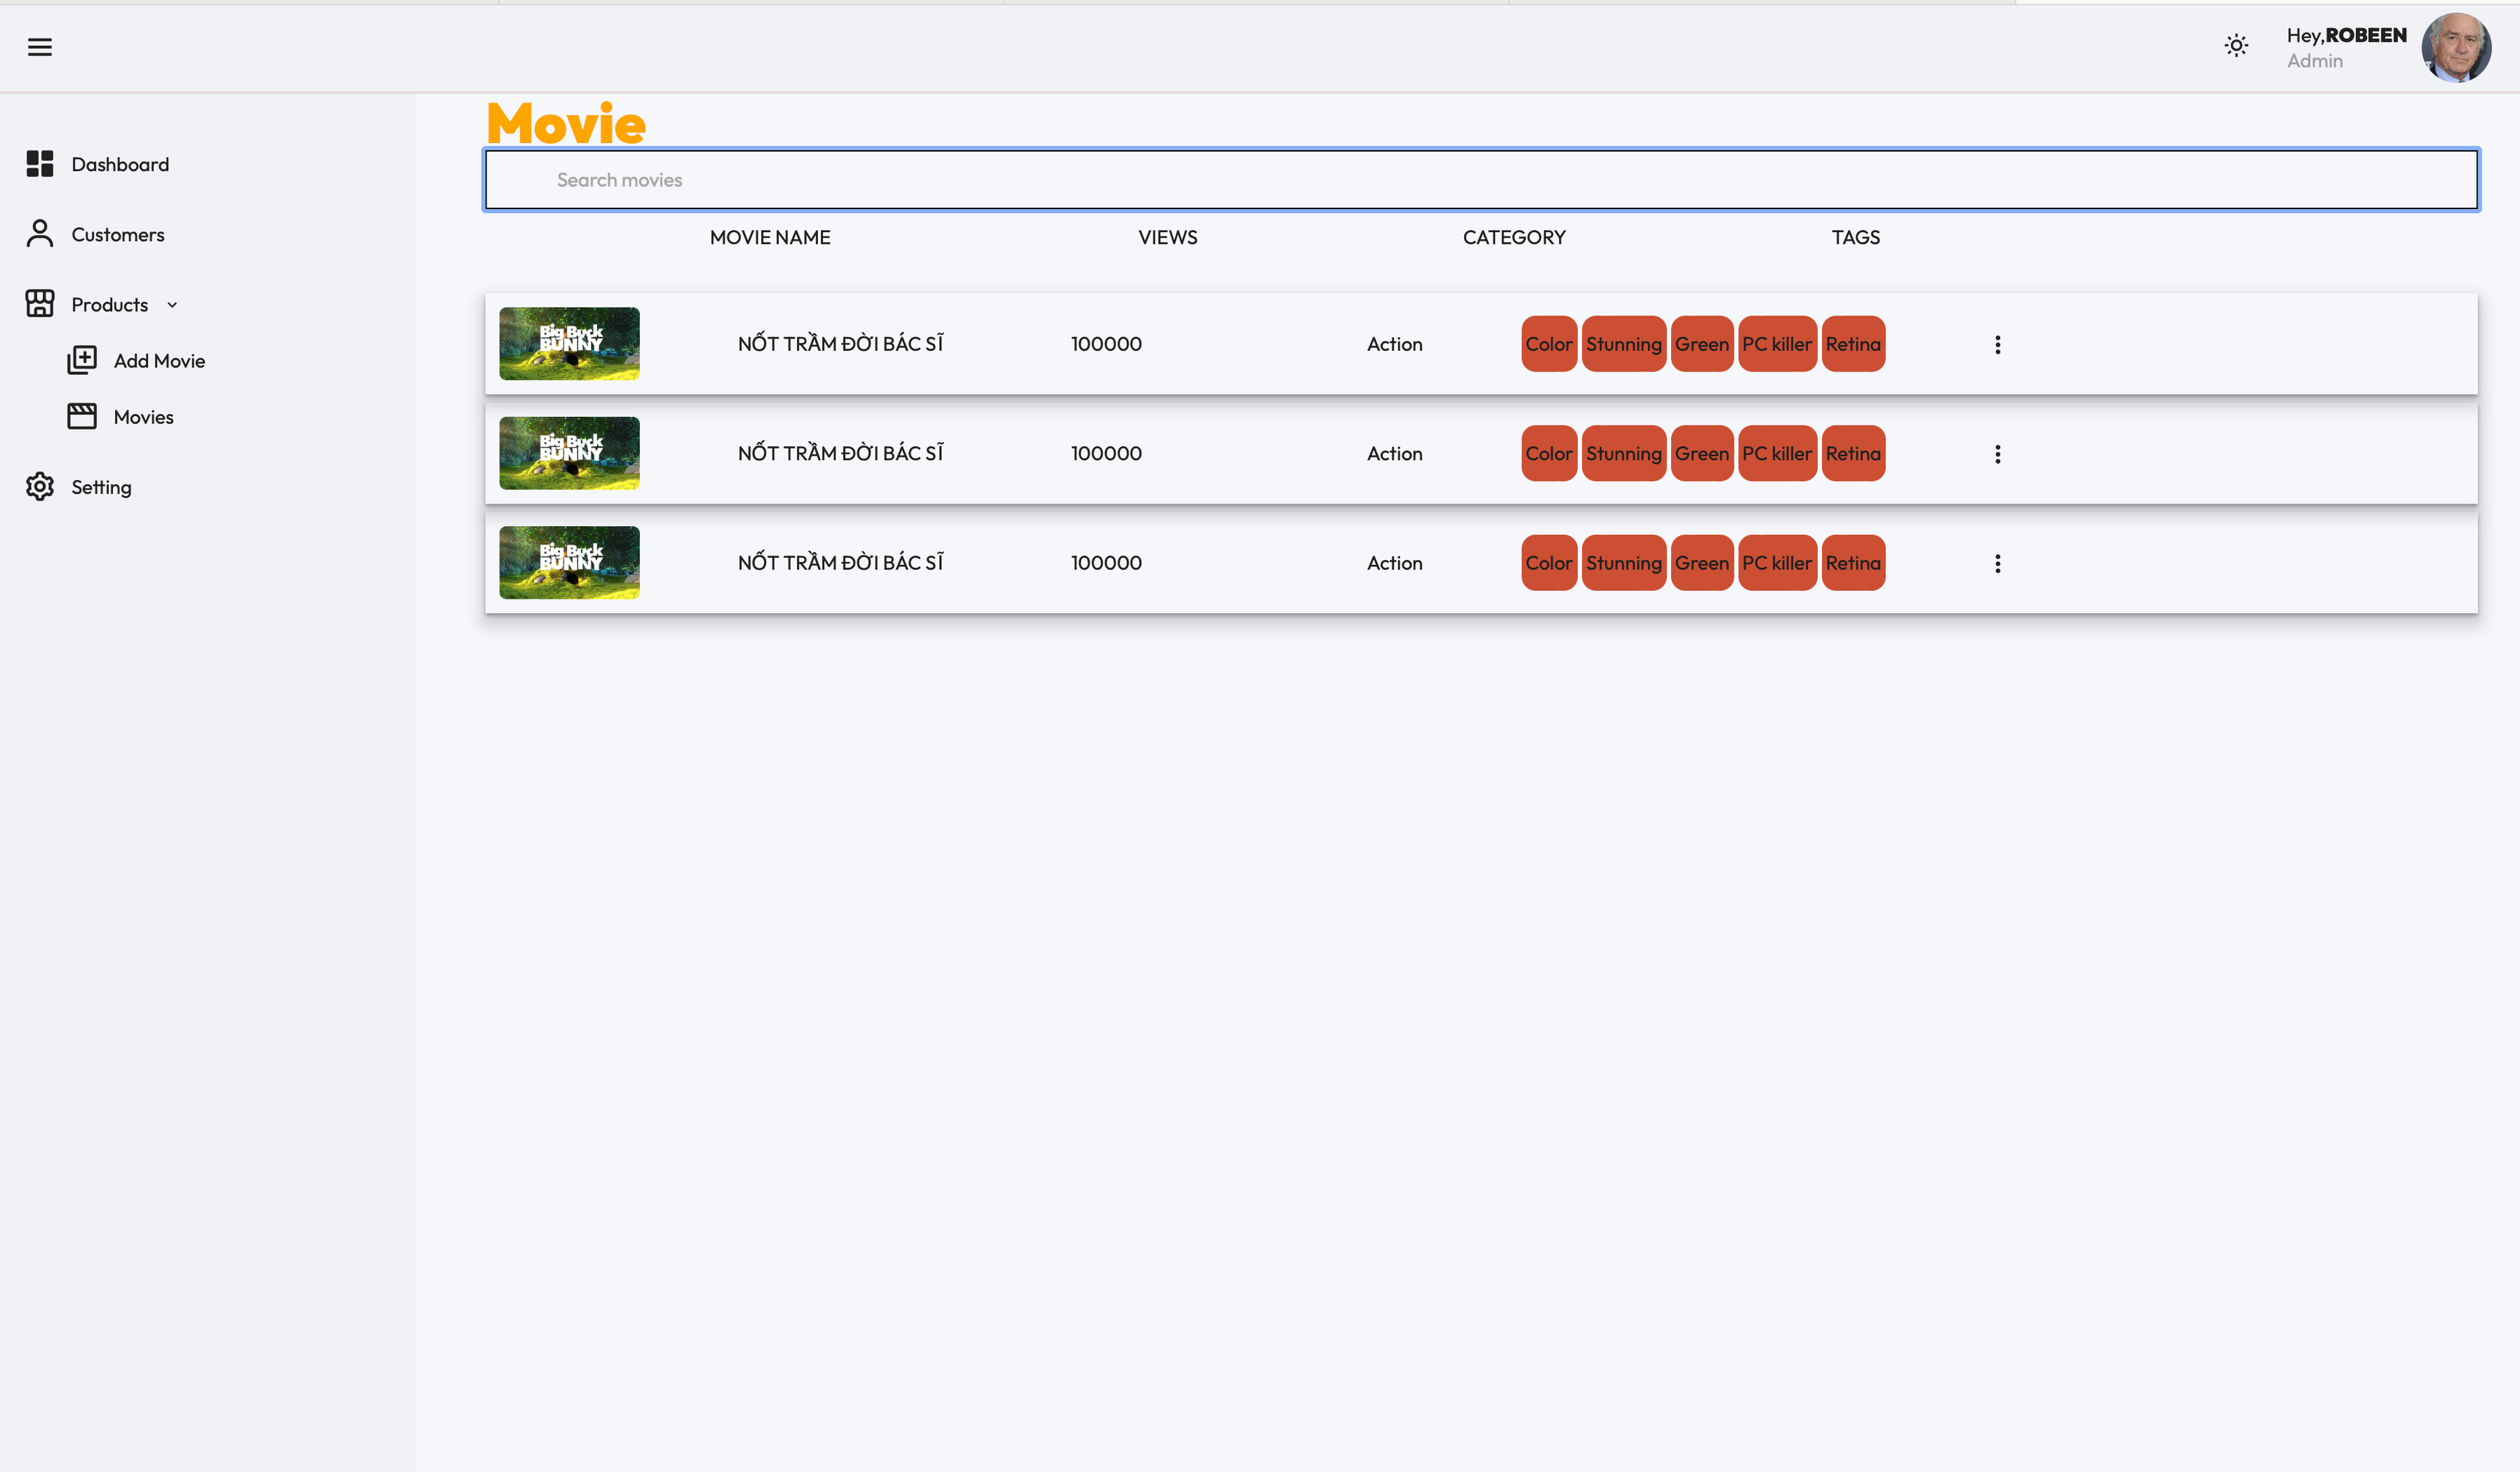 Hey,ROBEEN
Admin
Dashboard
Customers
Products
Add Movie
Movies
Setting
Movie
Search movies
MOVIE NAME VIEWS CATEGORY TAGS
Big Buck
BUNNY
NỐT TRẦM ĐỜI BÁC SĨ 100000 Action Color Stunning Green PC killer Retina
Big Buck
BUNNY
NỐT TRẦM ĐỜI BÁC SĨ 100000 Action Color Stunning Green PC killer Retina
Big Buck
BUNNY
NỐT TRẦM ĐỜI BÁC SĨ 100000 Action Color Stunning Green PC killer Retina